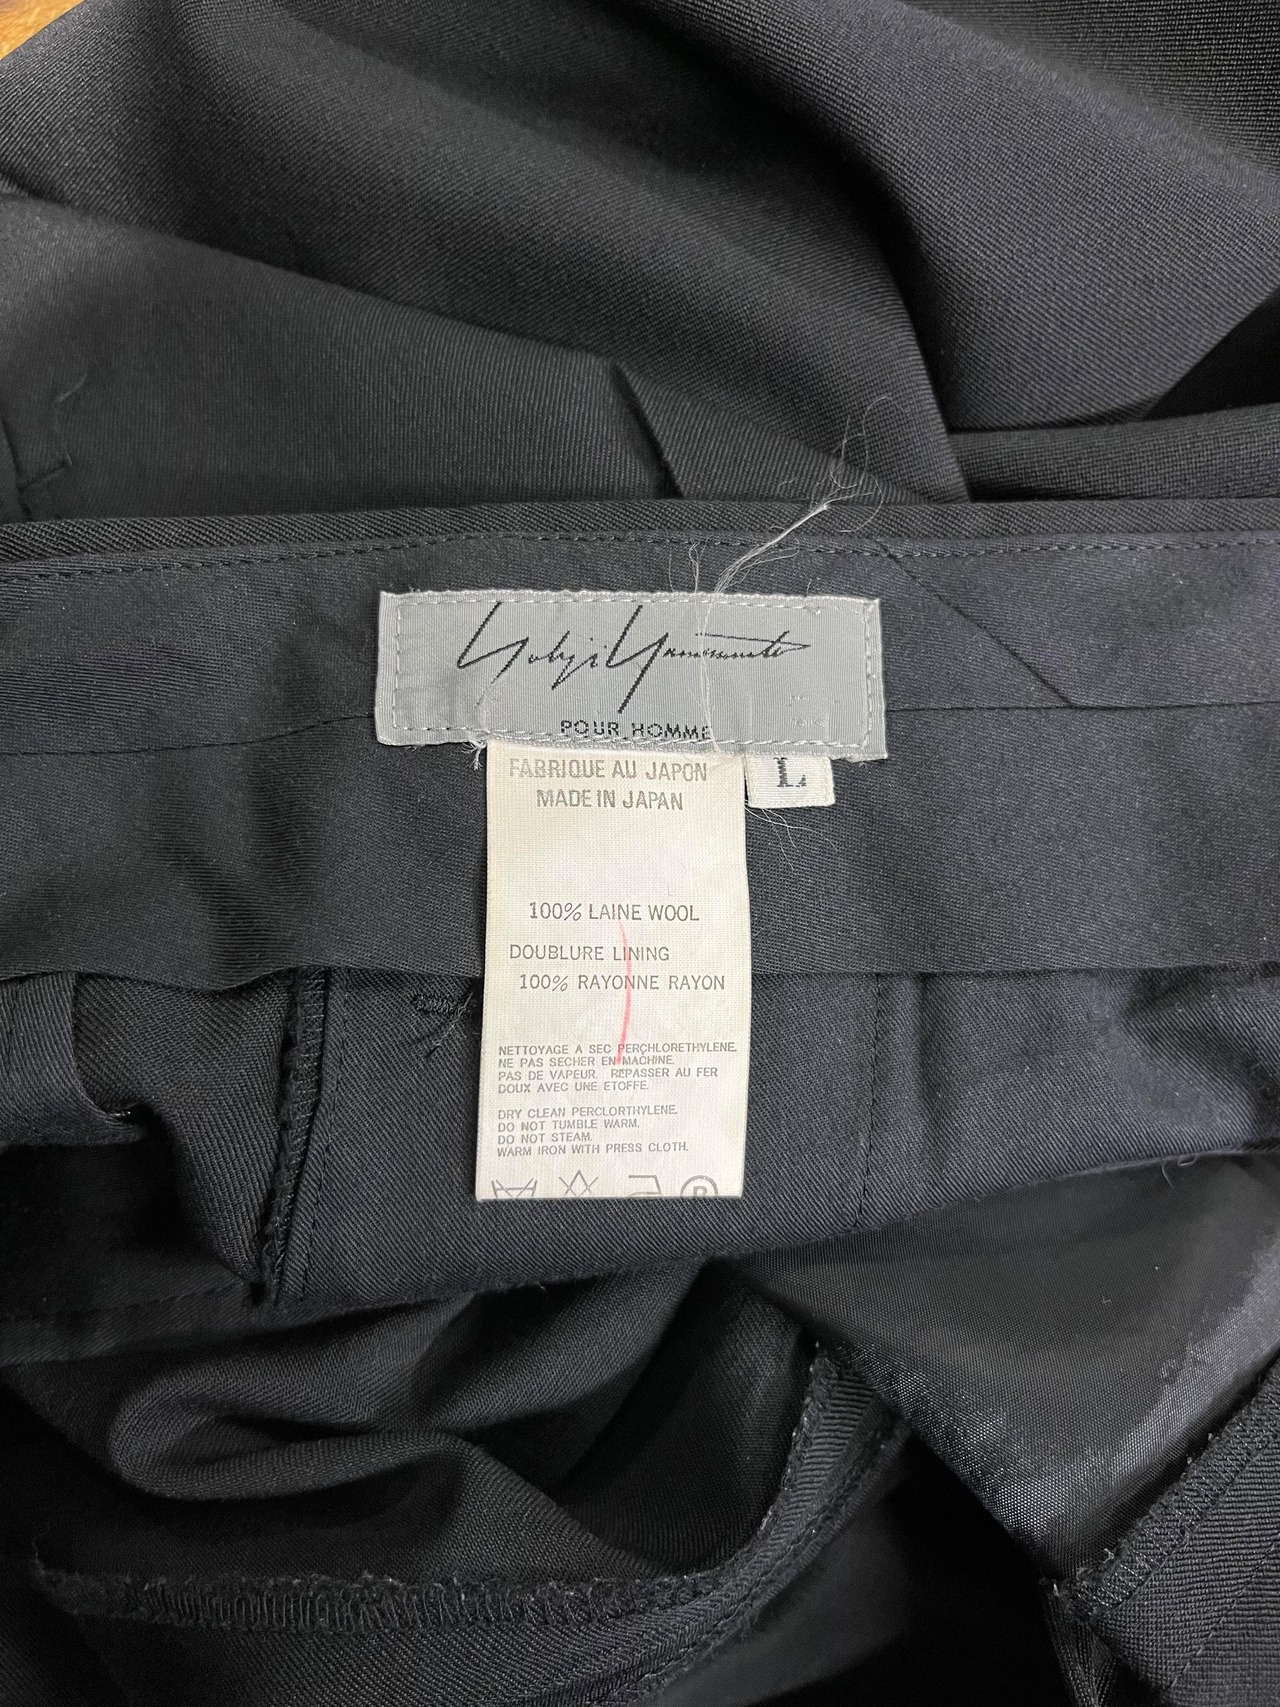 Yohji Yamamoto
POUR HOMME
L
FABRIQUE AU JAPON
MADE IN JAPAN
100% LAINE WOOL
DOUBLURE LINING
100% RAYONNE RAYON
NETTOYAGE A SEC PERCHLORETHYLENE.
NE PAS SECHER EN MACHINE.
PAS DE VAPEUR. REPASSER AU FER
DOUX AVEC UNE ETOFFE.
DRY CLEAN PERCLORTHYLENE.
DO NOT TUMBLE WARM.
DO NOT STEAM.
WARM IRON WITH PRESS CLOTH.